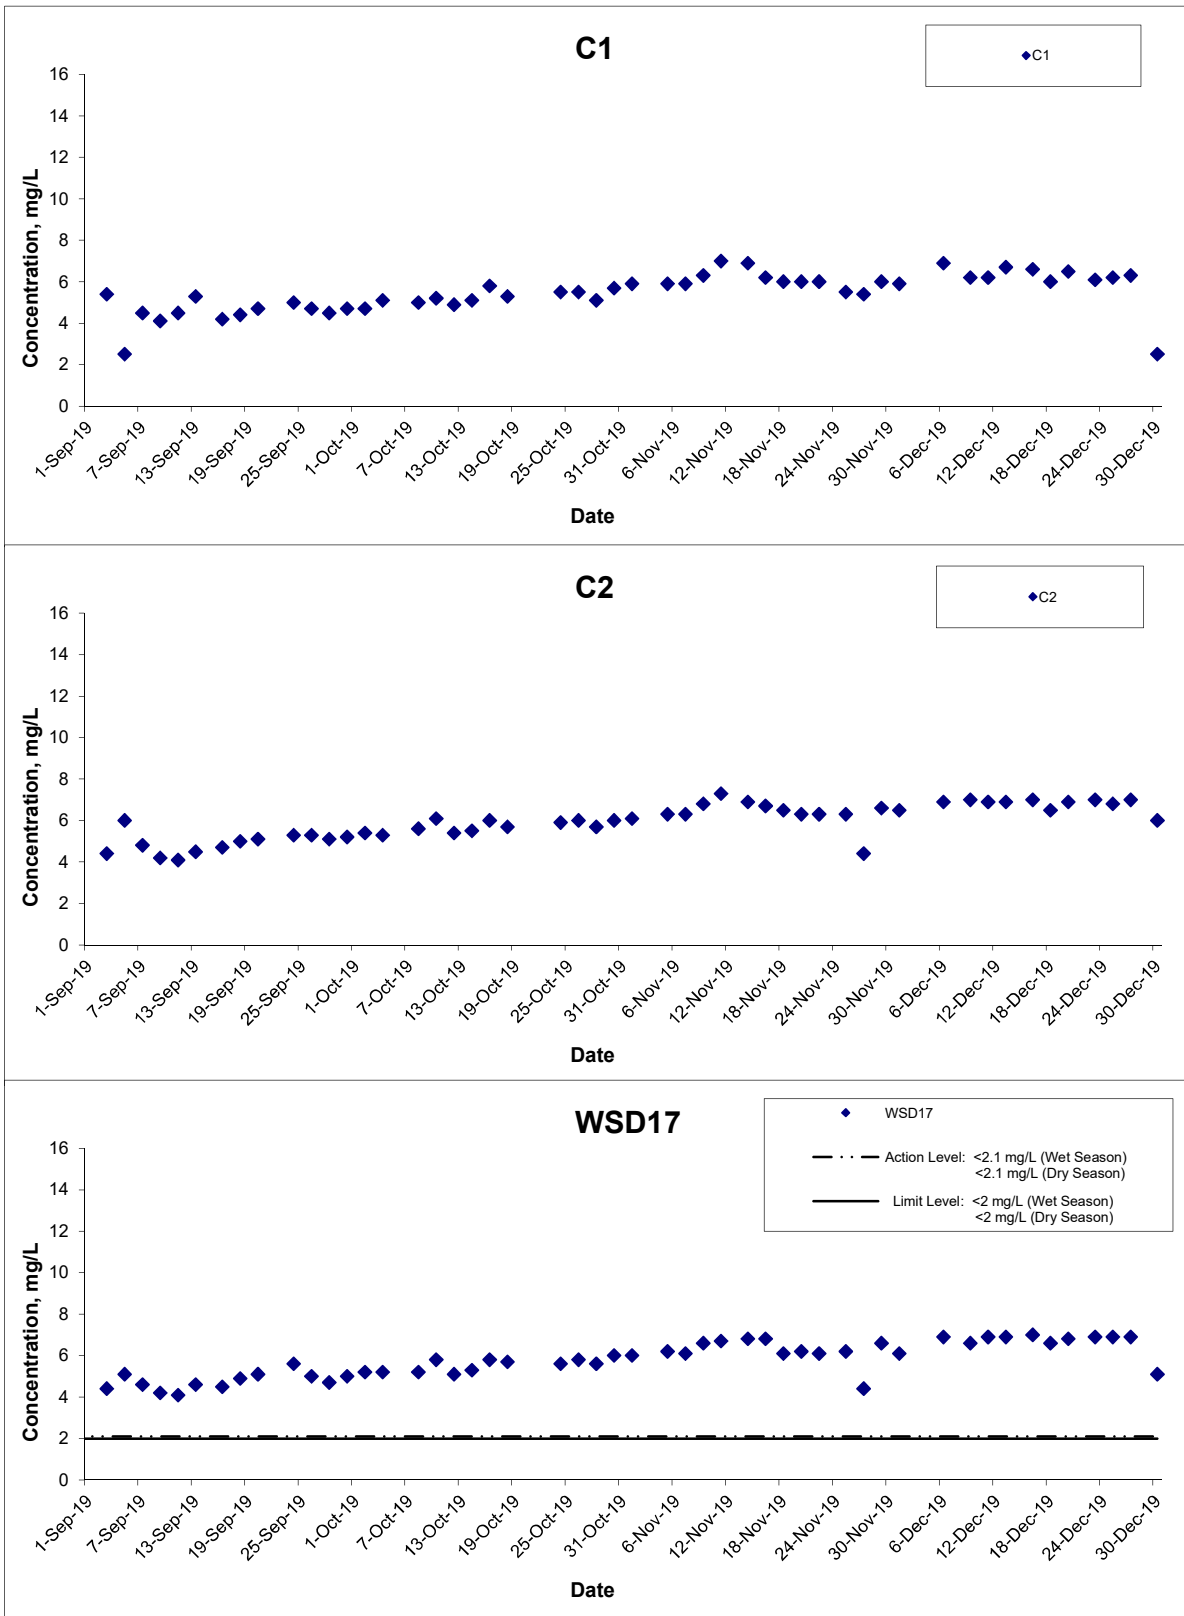 C1
C1
16
14
12
10
8
6
4
2
0
Concentration, mg/L
1-Sep-19
7-Sep-19
13-Sep-19
19-Sep-19
25-Sep-19
1-Oct-19
7-Oct-19
13-Oct-19
19-Oct-19
25-Oct-19
31-Oct-19
6-Nov-19
12-Nov-19
18-Nov-19
24-Nov-19
30-Nov-19
6-Dec-19
12-Dec-19
18-Dec-19
24-Dec-19
30-Dec-19
Date
C2
C2
16
14
12
10
8
6
4
2
0
Concentration, mg/L
1-Sep-19
7-Sep-19
13-Sep-19
19-Sep-19
25-Sep-19
1-Oct-19
7-Oct-19
13-Oct-19
19-Oct-19
25-Oct-19
31-Oct-19
6-Nov-19
12-Nov-19
18-Nov-19
24-Nov-19
30-Nov-19
6-Dec-19
12-Dec-19
18-Dec-19
24-Dec-19
30-Dec-19
Date
WSD17
WSD17
Action Level: <2.1 mg/L (Wet Season)
<2.1 mg/L (Dry Season)
Limit Level: <2 mg/L (Wet Season)
<2 mg/L (Dry Season)
16
14
12
10
8
6
4
2
0
Concentration, mg/L
1-Sep-19
7-Sep-19
13-Sep-19
19-Sep-19
25-Sep-19
1-Oct-19
7-Oct-19
13-Oct-19
19-Oct-19
25-Oct-19
31-Oct-19
6-Nov-19
12-Nov-19
18-Nov-19
24-Nov-19
30-Nov-19
6-Dec-19
12-Dec-19
18-Dec-19
24-Dec-19
30-Dec-19
Date